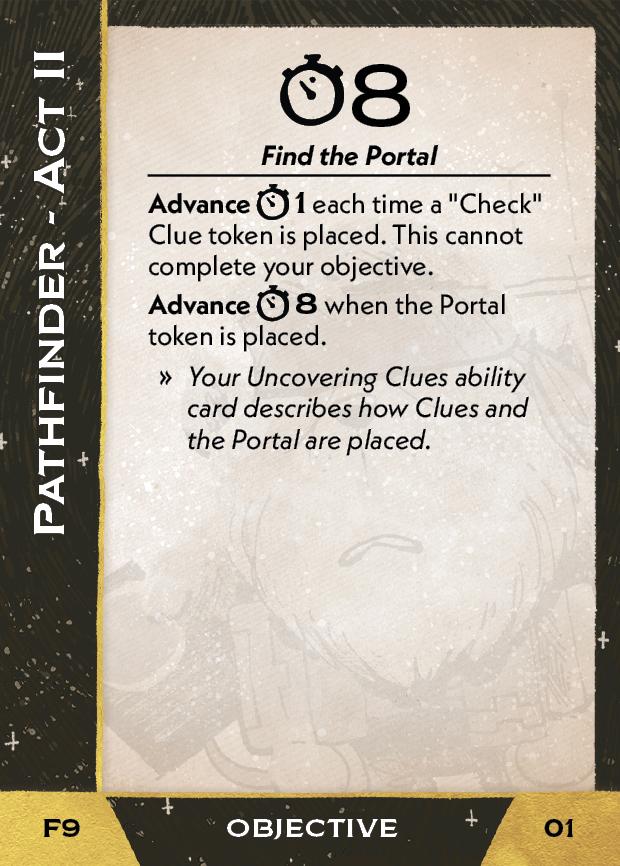 PATHFINDER - ACT II
8
Find the Portal
Advance 1 each time a "Check"
Clue token is placed. This cannot
complete your objective.
Advance 8 when the Portal
token is placed.
» Your Uncovering Clues ability
card describes how Clues and
the Portal are placed.
F9
OBJECTIVE
01